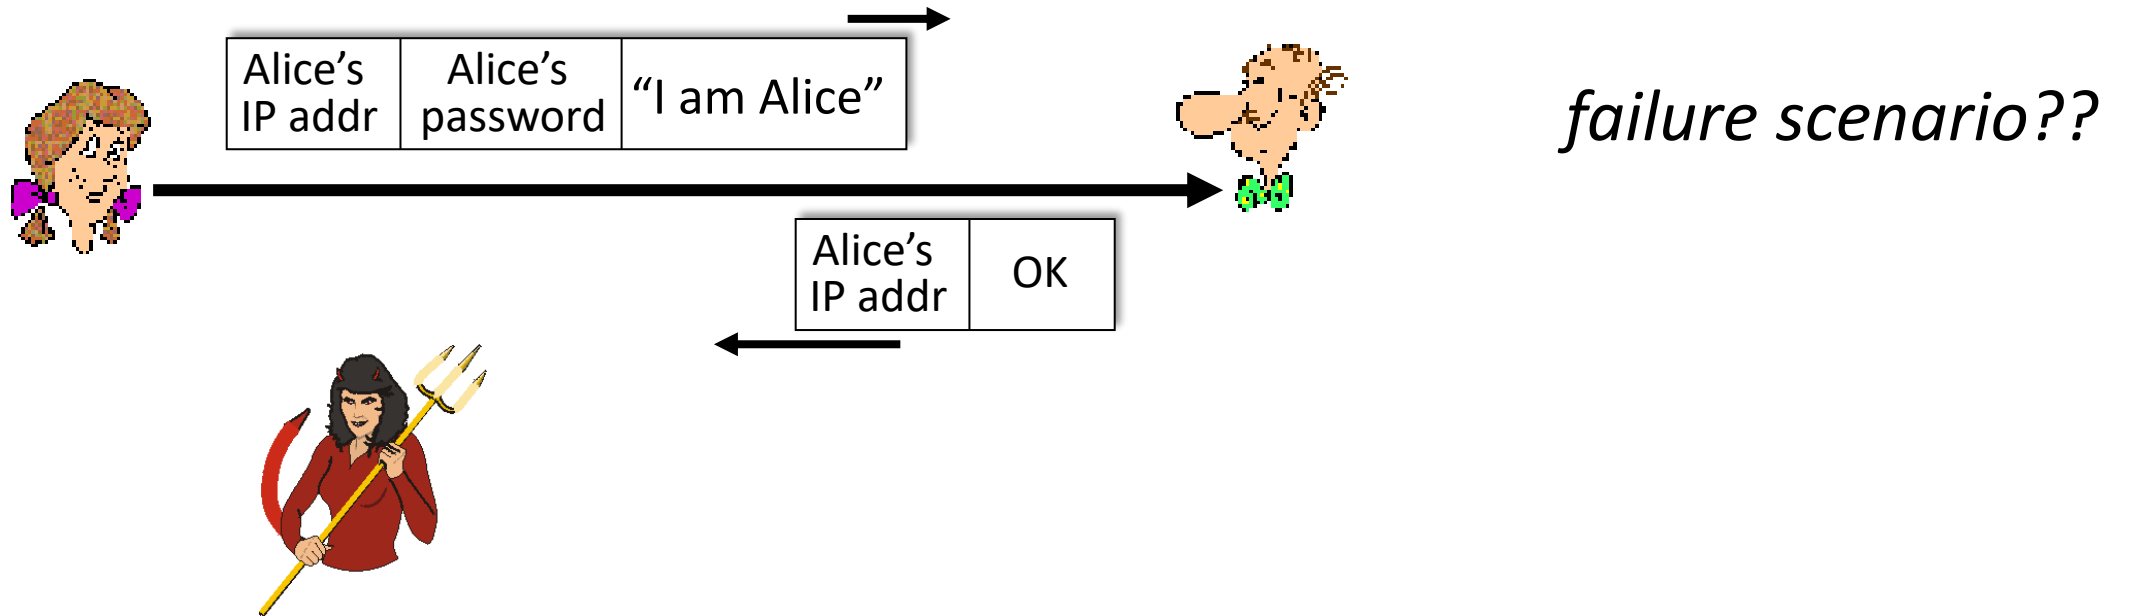 Alice’s
IP addr
Alice’s
password
“I am Alice”
failure scenario??
Alice’s
IP addr
OK